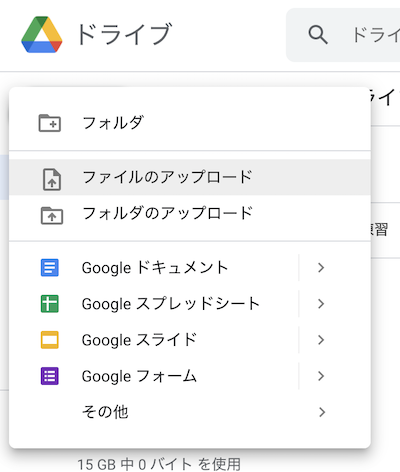 ドライブ
ドライ
ライ
フォルダ
ファイルのアップロード
フォルダのアップロード
練習
Google ドキュメント
Google スプレッドシート
Google スライド
Google フォーム
その他
15 GB 中 0 バイト を使用